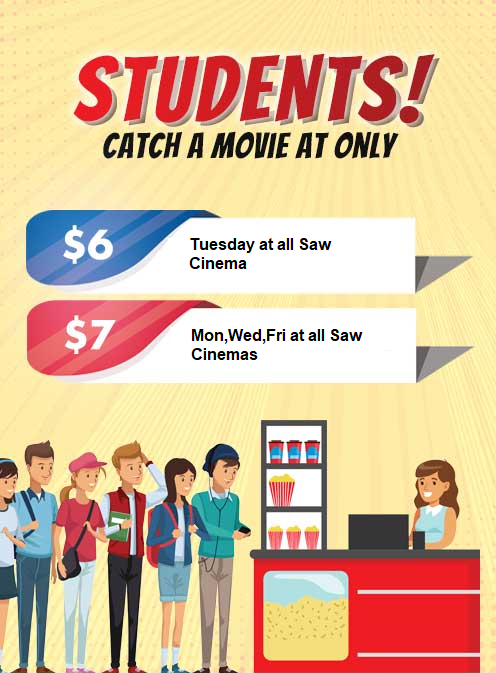 STUDENTS!
CATCH A MOVIE AT ONLY
$6
Tuesday at all Saw
Cinema
$7
Mon,Wed,Fri at all Saw
Cinemas